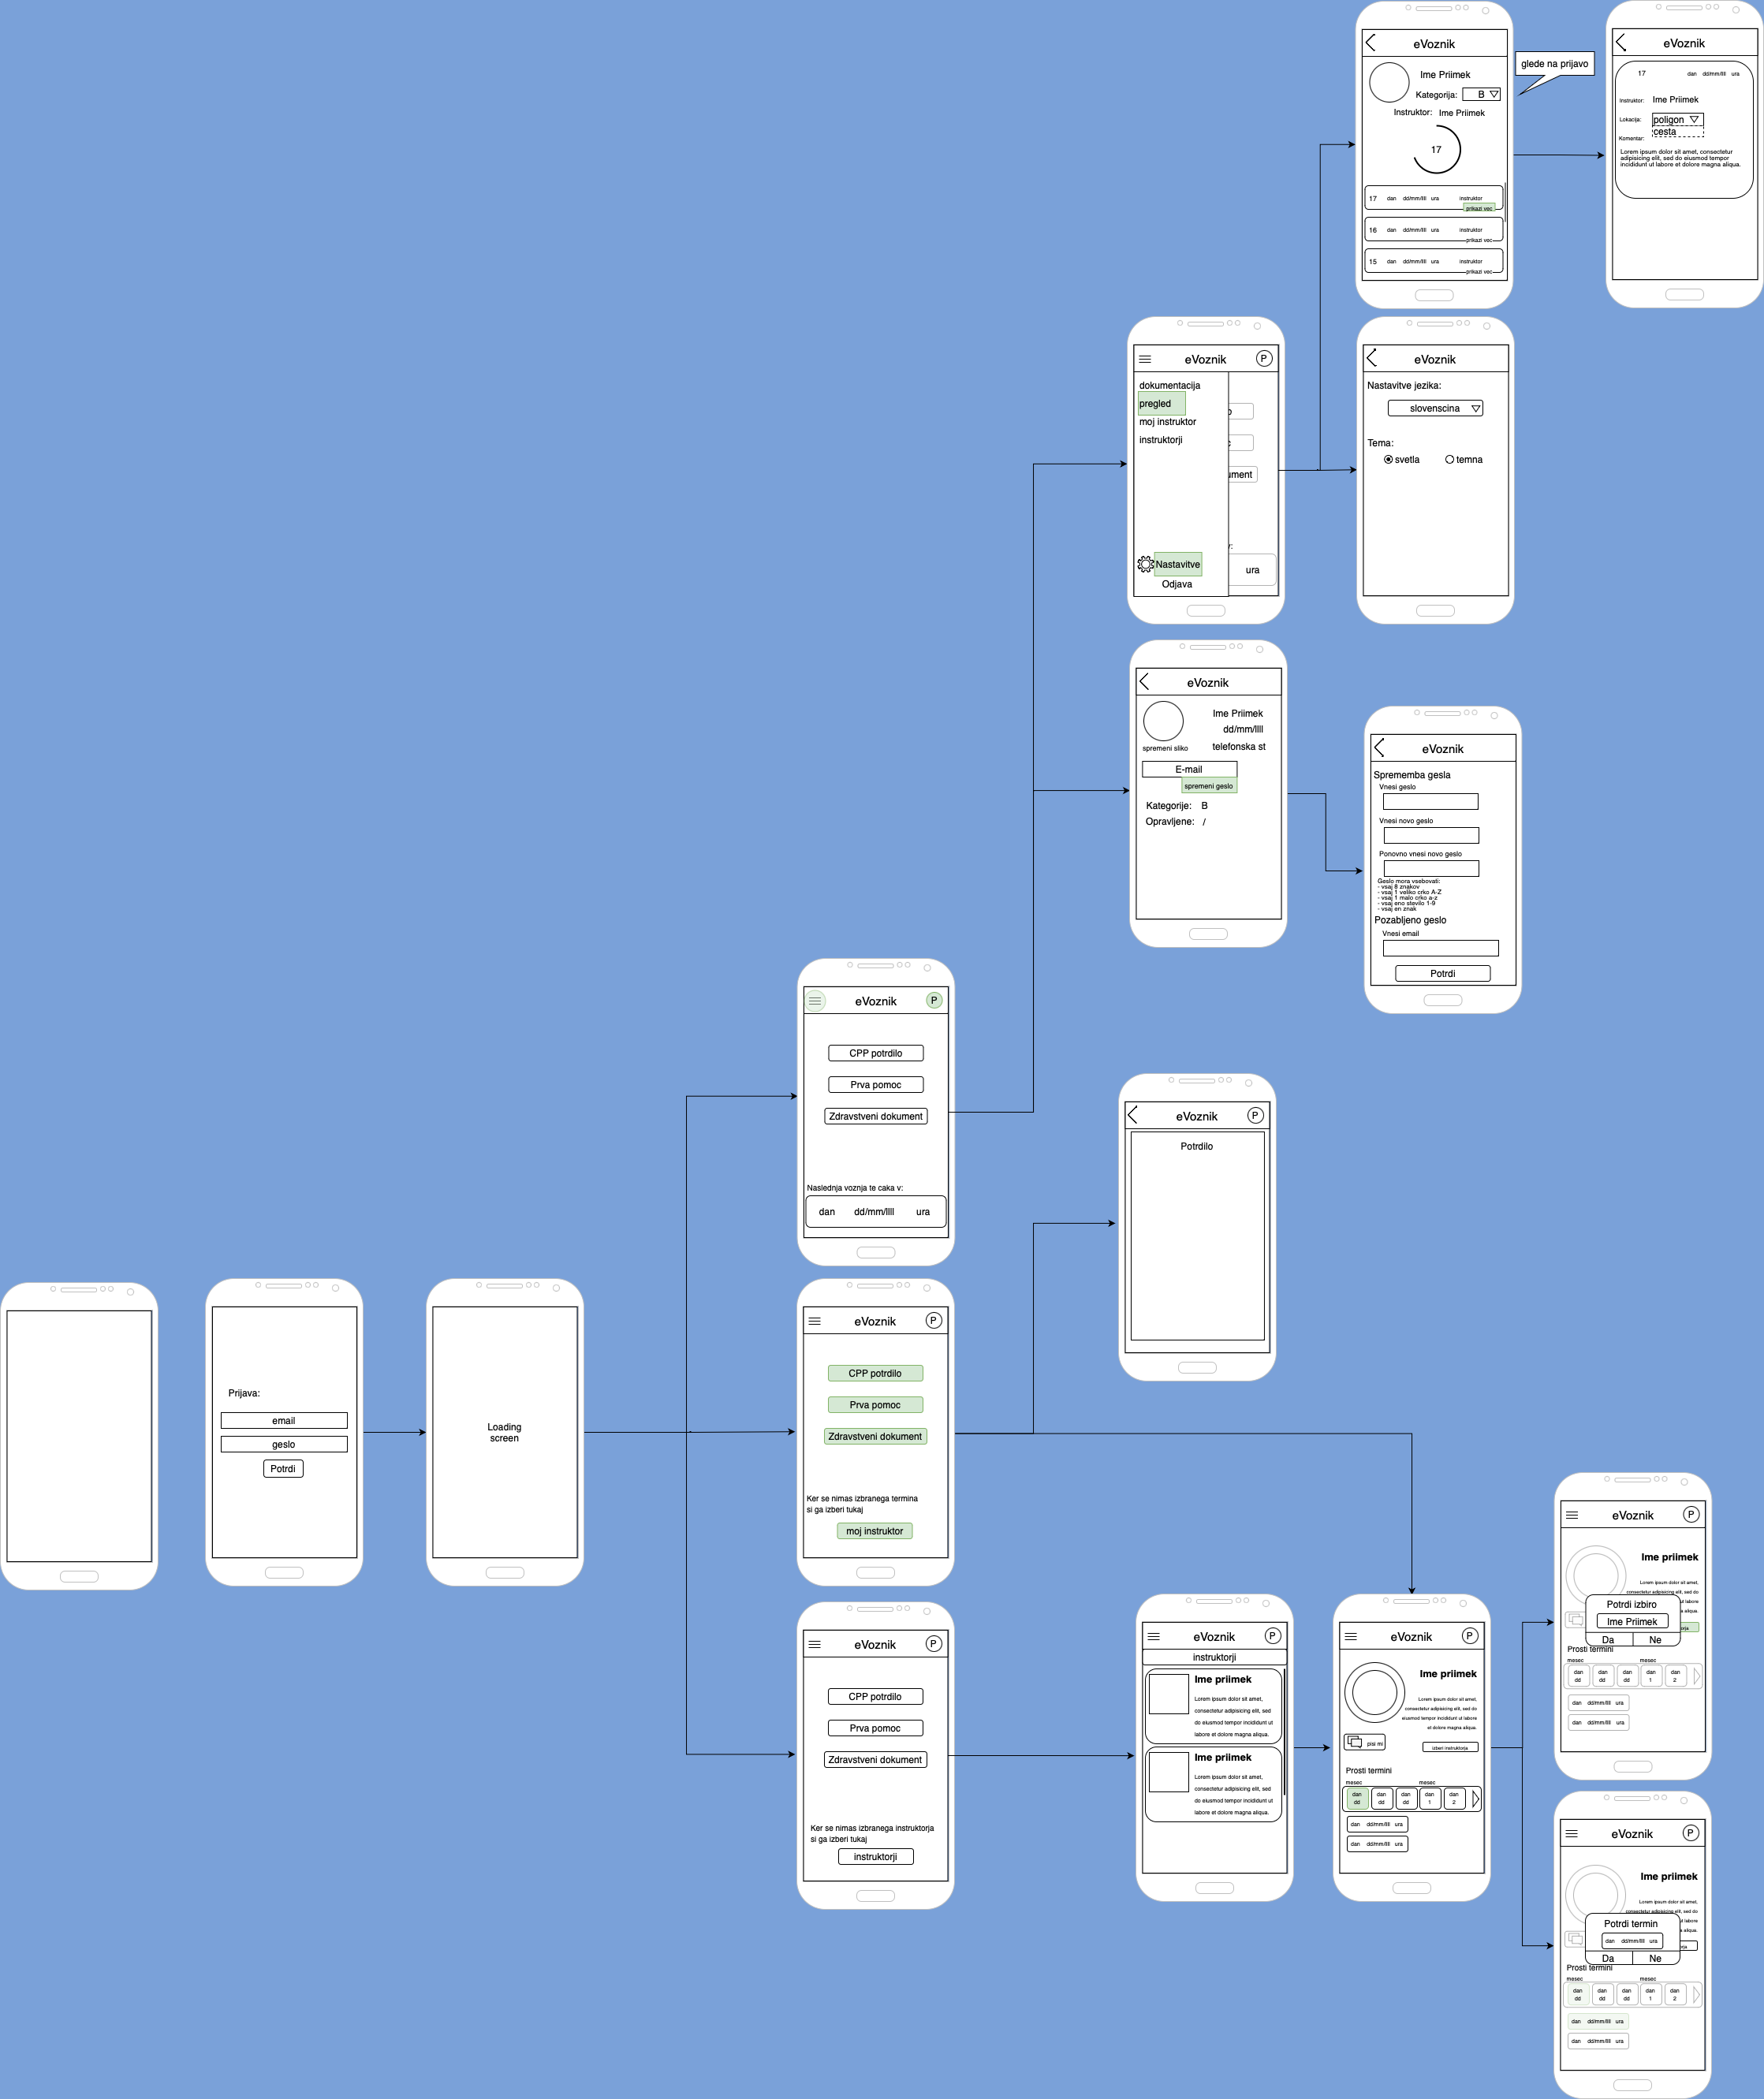 eVoznik
Ime Priimek
Kategorija: B
Instruktor: Ime Priimek
17
17 dan dd/mm/llll ura instruktor
prikazi vec
16 dan dd/mm/llll ura instruktor
prikazi vec
15 dan dd/mm/llll ura instruktor
prikazi vec
glede na prijavo
eVoznik
17 dan dd/mm/llll ura
Instruktor: Ime Priimek
Lokacija: poligon
cesta
Komentar:
Lorem ipsum dolor sit amet, consectetur
adipisicing elit, sed do eiusmod tempor
incididunt ut labore et dolore magna aliqua.
eVoznik P
dokumentacija
pregled
moj instruktor
instruktorji
ument
v:
ura
Nastavitve
Odjava
eVoznik
Nastavitve jezika:
slovenscina
Tema:
svetla temna
eVoznik
Ime Priimek
dd/mm/llll
spremeni sliko telefonska st
E-mail
spremeni geslo
Kategorije: B
Opravljene: /
eVoznik
Sprememba gesla
Vnesi geslo
Vnesi novo geslo
Ponovno vnesi novo geslo
Geslo mora vsebovati:
- vsaj 8 znakov
- vsaj 1 veliko crko A-Z
- vsaj 1 malo crko a-z
- vsaj eno stevilo 1-9
- vsaj en znak
Pozabljeno geslo
Vnesi email
Potrdi
eVoznik P
CPP potrdilo
Prva pomoc
Zdravstveni dokument
Naslednja voznja te caka v:
dan dd/mm/llll ura
eVoznik P
Potrdilo
Prijava:
email
geslo
Potrdi
Loading
screen
eVoznik P
CPP potrdilo
Prva pomoc
Zdravstveni dokument
Ker se nimas izbranega termina
si ga izberi tukaj
moj instruktor
eVoznik P
CPP potrdilo
Prva pomoc
Zdravstveni dokument
Ker se nimas izbranega instruktorja
si ga izberi tukaj
instruktorji
eVoznik P
instruktorji
Ime priimek
Lorem ipsum dolor sit amet,
consectetur adipisicing elit, sed
do eiusmod tempor incididunt ut
labore et dolore magna aliqua.
Ime priimek
Lorem ipsum dolor sit amet,
consectetur adipisicing elit, sed
do eiusmod tempor incididunt ut
labore et dolore magna aliqua.
eVoznik P
Ime priimek
Lorem ipsum dolor sit amet,
consectetur adipisicing elit, sed do
eiusmod tempor incididunt ut labore
et dolore magna aliqua.
pisi mi
izberi instruktorja
Prosti termini
mesec mesec
dan dan dan dan dan
dd dd dd 1 2
dan dd/mm/llll ura
dan dd/mm/llll ura
eVoznik P
Ime priimek
Lorem ipsum dolor sit amet,
consectetur adipisicing elit, sed do
ut labore
aliqua.
Potrdi izbiro
Ime Priimek
Da Ne
Prosti termini
mesec mesec
dan dan dan dan dan
dd dd dd 1 2
dan dd/mm/llll ura
dan dd/mm/llll ura
eVoznik P
Ime priimek
Lorem ipsum dolor sit amet,
consectetur adipisicing elit, sed do
ut labore
aliqua.
Potrdi termin
dan dd/mm/llll ura
Da Ne
Prosti termini
mesec mesec
dan dan dan dan dan
dd dd dd 1 2
dan dd/mm/llll ura
dan dd/mm/llll ura